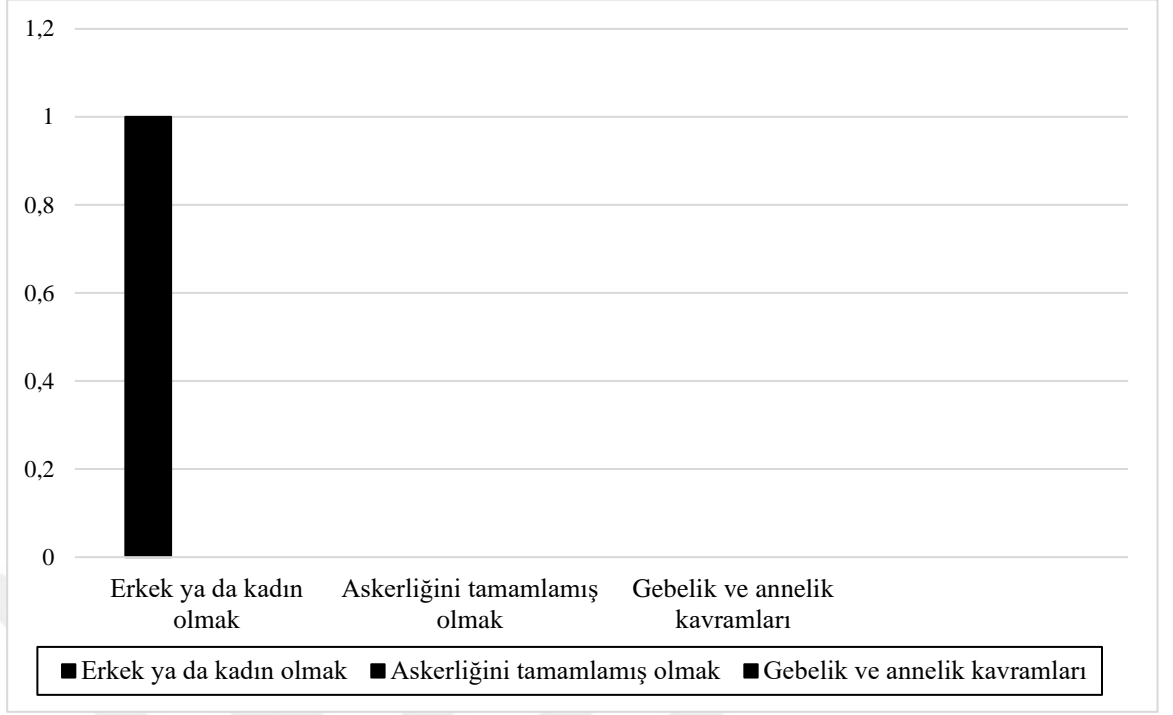 1,2
1
0,8
0,6
0,4
0,2
0
Erkek ya da kadın
olmak
Askerliğini tamamlamış
olmak
Gebelik ve annelik
kavramları
Erkek ya da kadın olmak Askerliğini tamamlamış olmak Gebelik ve annelik kavramları